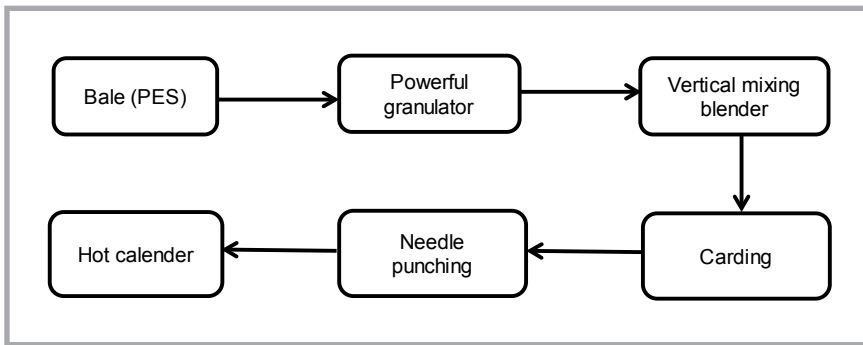 Bale (PES)
Powerful
granulator
Vertical mixing
blender
Carding
Needle
punching
Hot calender